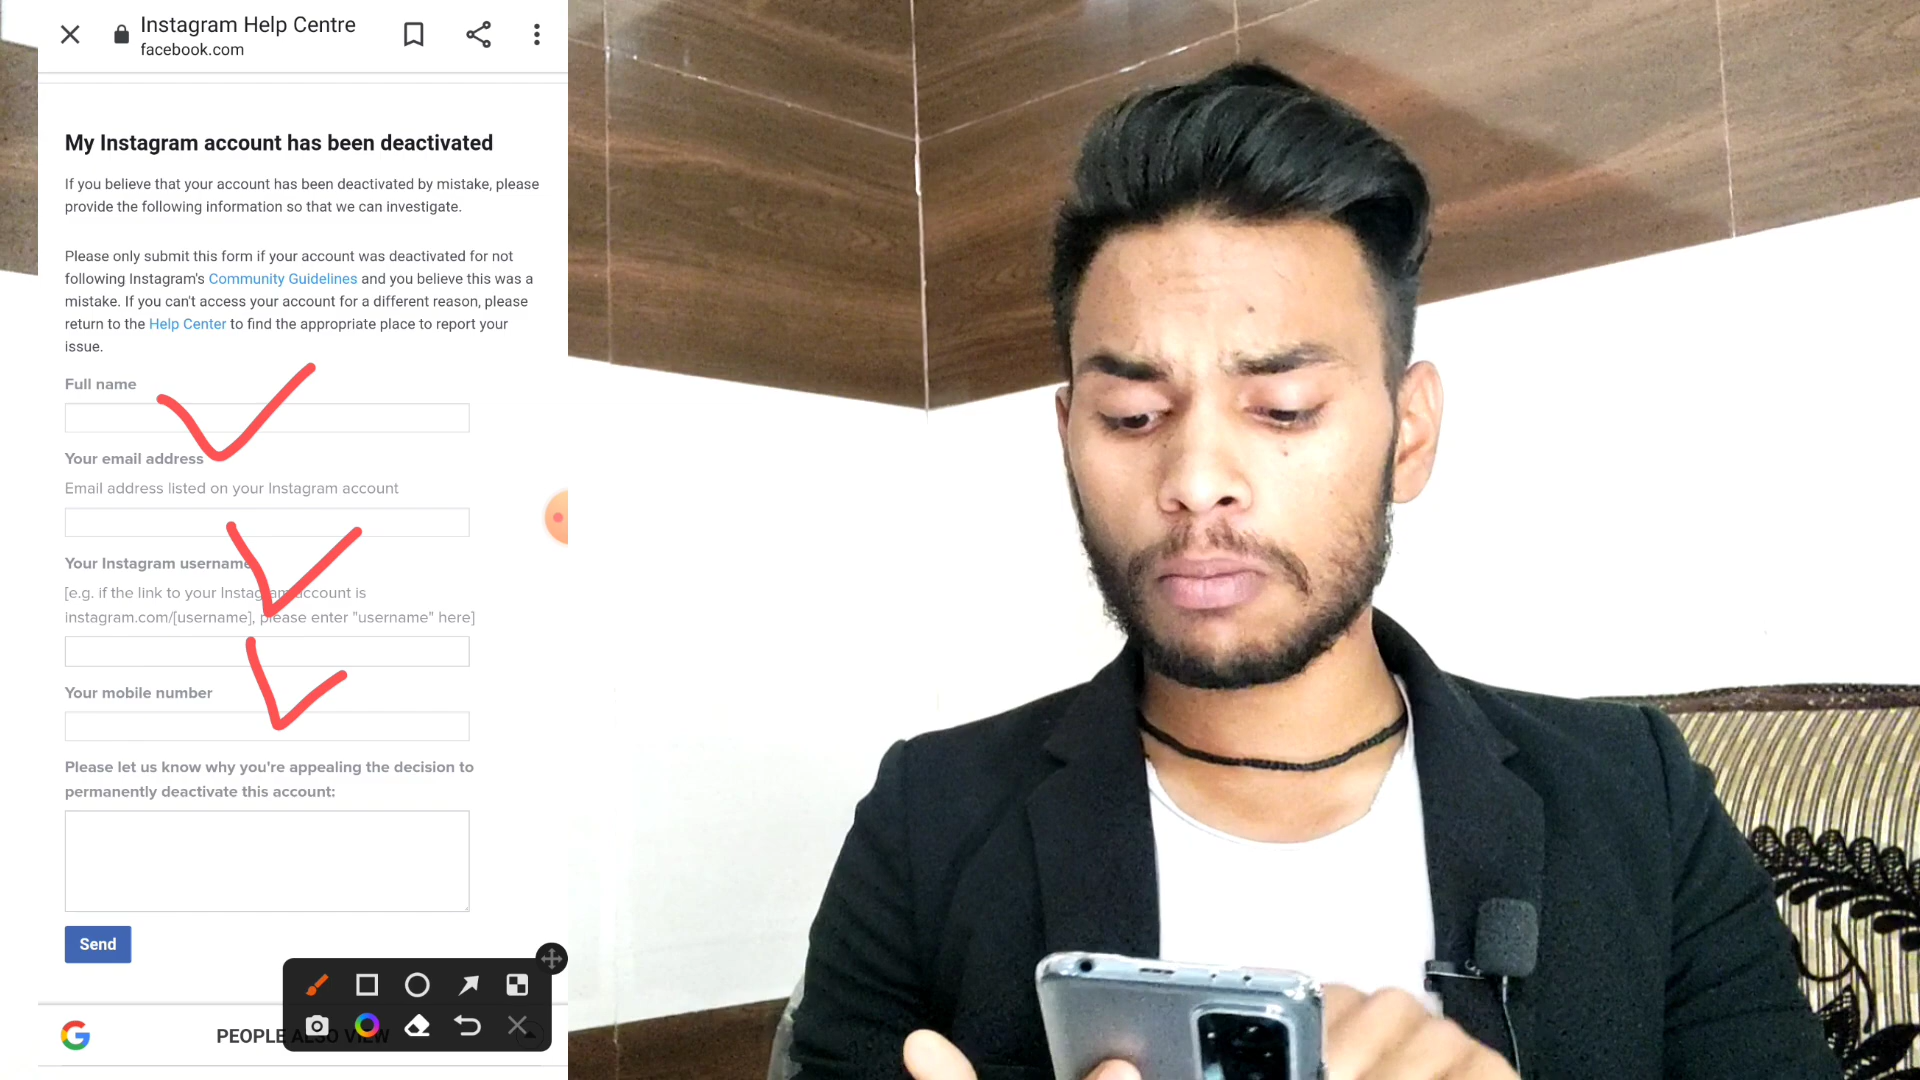 Instagram Help Centre
facebook.com
My Instagram account has been deactivated
If you believe that your account has been deactivated by mistake, please
provide the following information so that we can investigate.
Please only submit this form if your account was deactivated for not
following Instagram's Community Guidelines and you believe this was a
mistake. If you can't access your account for a different reason, please
return to the Help Center to find the appropriate place to report your
issue.
Full name
Your email address
Email address listed on your Instagram account
Your Instagram username
[e.g. if the link to your Instagram account is
instagram.com/[username], please enter "username" here]
Your mobile number
Please let us know why you're appealing the decision to
permanently deactivate this account:
Send
PEOPLE ALSO VIEW